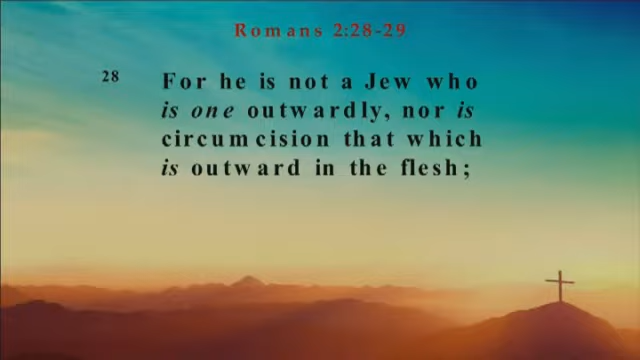 Romans 2:28-29
28 For he is not a Jew who
is one outwardly, nor is
circumcision that which
is outward in the flesh;